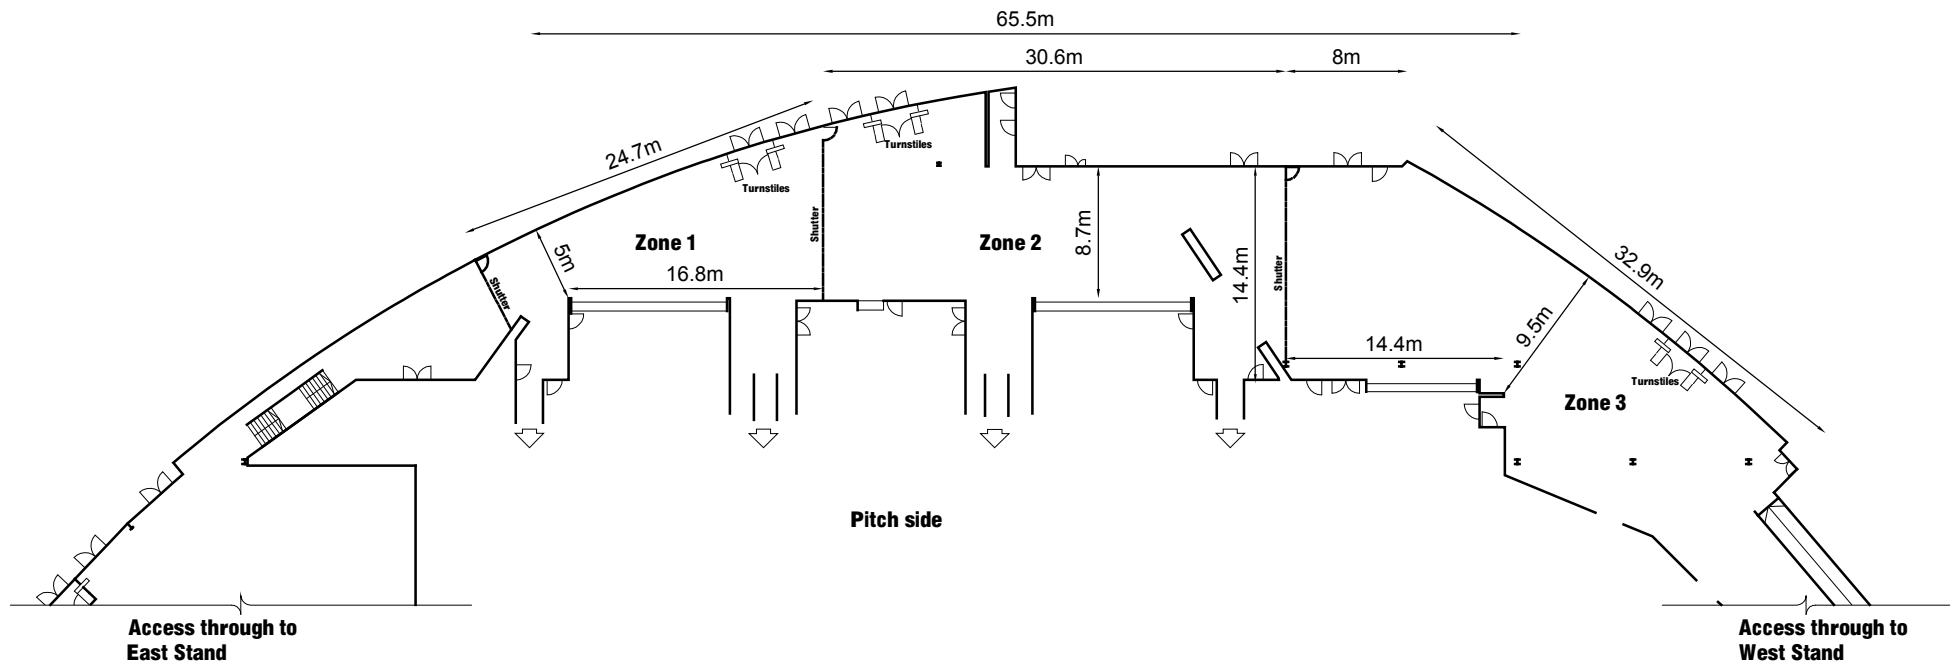 65.5m
30.6m
8m
24.7m
Turnstiles
Turnstiles
Shutter
Zone 1
Zone 2
5m
16.8m
8.7m
14.4m
Shutter
Shutter
32.9m
9.5m
14.4m
Turnstiles
Zone 3
Pitch side
Access through to
East Stand
Access through to
West Stand